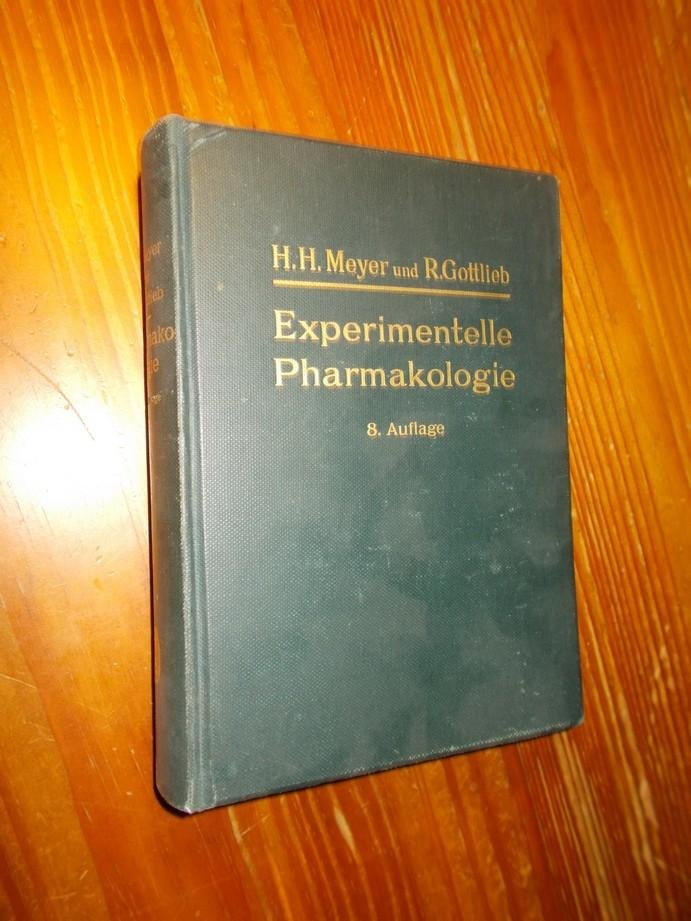 H.H. Meyer und R. Gottlieb
Experimentelle
Pharmakologie
8. Auflage